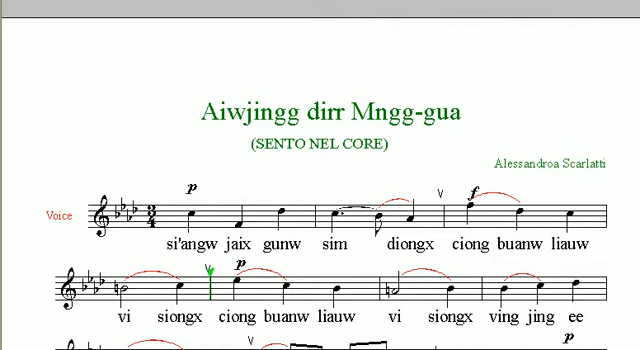 Aiwjingg dirr Mngg-gua
(SENTO NEL CORE)
Alessandroa Scarlatti
p
f
Voice
si'angw jaix gunw sim diongx ciong buanw liauw
p
vi siongx ciong buanw liauw vi siongx ving jing ee
p